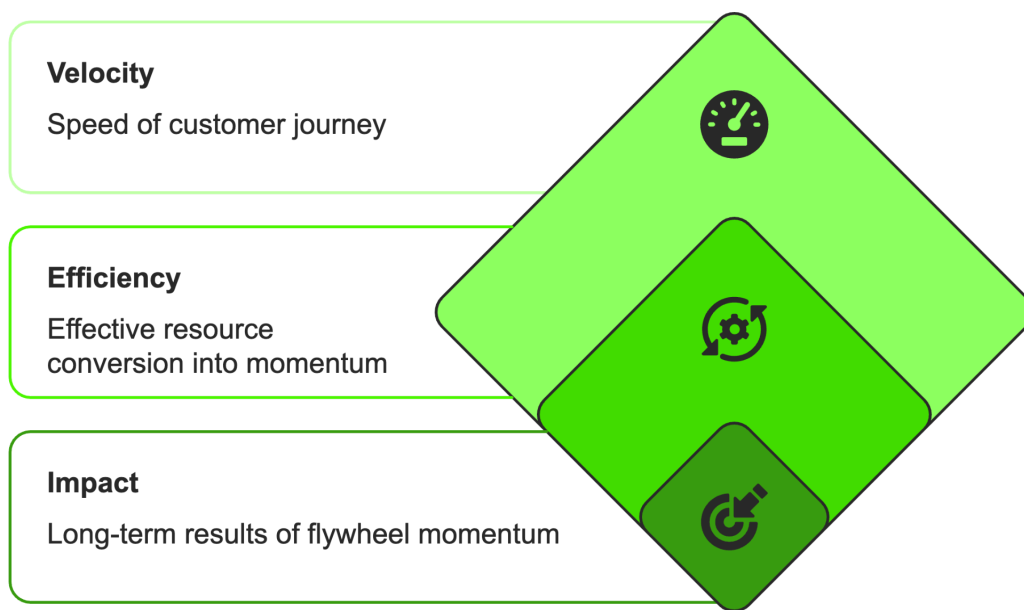 Velocity
Speed of customer journey
Efficiency
Effective resource
conversion into momentum
Impact
Long-term results of flywheel momentum